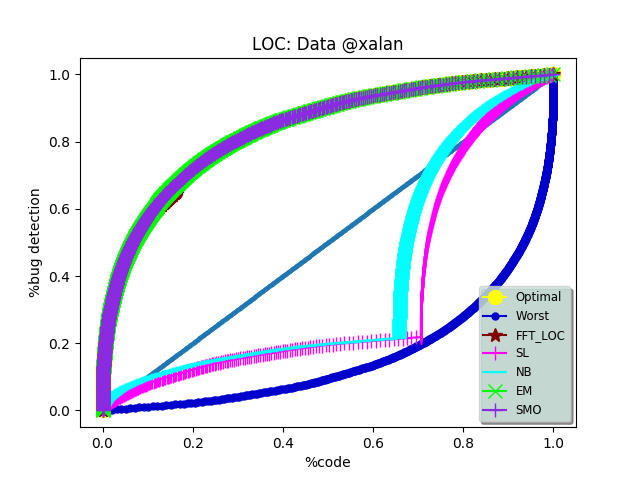 LOC: Data @xalan
%bug detection
1.0
0.8
0.6
0.4
0.2
0.0
0.0 0.2 0.4 0.6 0.8 1.0
%code
Optimal
Worst
FFT_LOC
SL
NB
EM
SMO